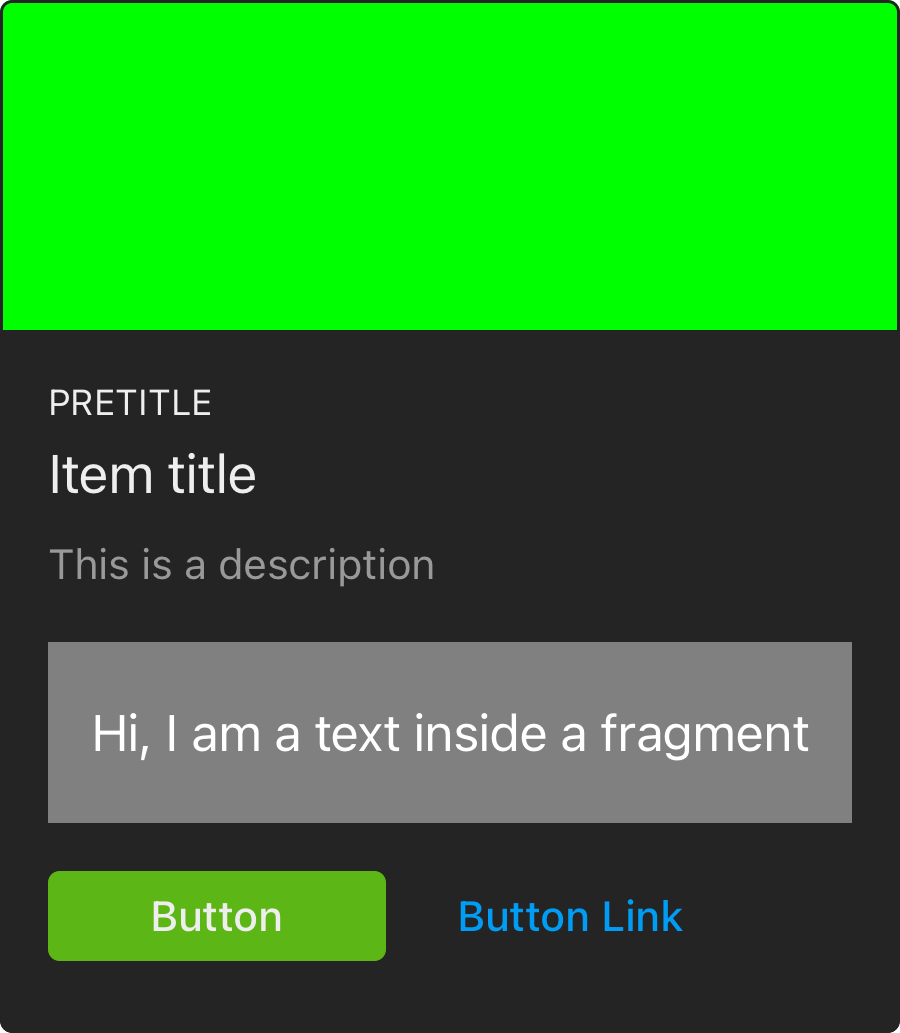 PRETITLE
Item title
This is a description
Hi, I am a text inside a fragment
Button
Button Link